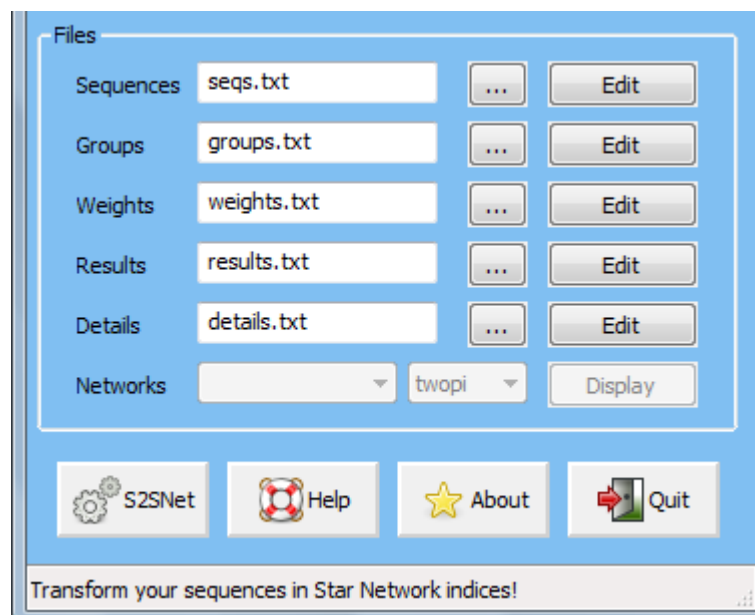 Files
Sequences seqs.txt ... Edit
Groups groups.txt ... Edit
Weights weights.txt ... Edit
Results results.txt ... Edit
Details details.txt ... Edit
Networks twopi Display
S2SNet Help About Quit
Transform your sequences in Star Network indices!